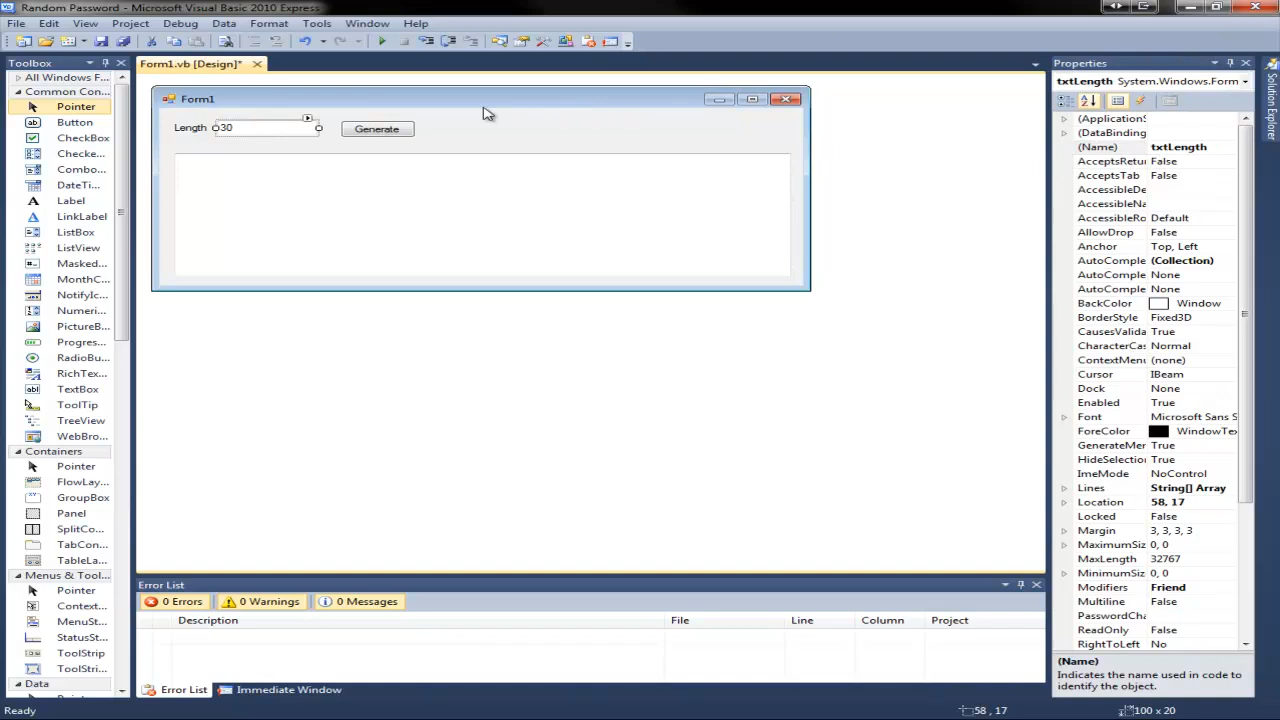 Random Password - Microsoft Visual Basic 2010 Express
File Edit View Project Debug Data Format Tools Window Help
Toolbox
Form1.vb [Design]*
Properties
All Windows F...
Common Con...
Pointer
Button
CheckBox
Checke...
Combo...
DateTi...
Label
LinkLabel
ListBox
ListView
Masked...
MonthC...
NotifyIc...
Numeri...
PictureB...
Progres...
RadioBu...
RichTex...
TextBox
ToolTip
TreeView
WebBro...
Containers
Pointer
FlowLay...
GroupBox
Panel
SplitCo...
TabCon...
TableLa...
Menus & Tool...
Pointer
Context...
MenuSt...
StatusSt...
ToolStrip
ToolStri...
Data
Form1
Length 30 Generate
Error List
0 Errors 0 Warnings 0 Messages
Description File Line Column Project
Error List Immediate Window
txtLength System.Windows.Form
(ApplicationS
(DataBinding
(Name) txtLength
AcceptsRetu False
AcceptsTab False
AccessibleDe
AccessibleNa
AccessibleRo Default
AllowDrop False
Anchor Top, Left
AutoComple (Collection)
AutoComple None
AutoComple None
BackColor Window
BorderStyle Fixed3D
CausesValida True
CharacterCas Normal
ContextMenu (none)
Cursor IBeam
Dock None
Enabled True
Font Microsoft Sans S
ForeColor WindowTex
GenerateMem True
HideSelection True
ImeMode NoControl
Lines String[] Array
Location 58, 17
Locked False
Margin 3, 3, 3, 3
MaximumSiz 0, 0
MaxLength 32767
MinimumSiz 0, 0
Modifiers Friend
Multiline False
PasswordCha
ReadOnly False
RightToLeft No
(Name)
Indicates the name used in code to
identify the object.
Solution Explorer
Ready 58 , 17 100 x 20